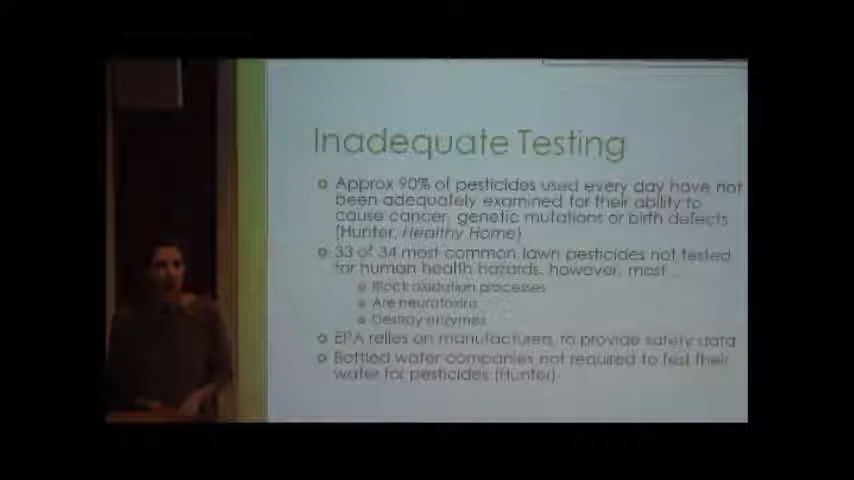 Inadequate Testing
Approx 90% of pesticides used every day have not
been adequately examined for their ability to
cause cancer, genetic mutations or birth defects
(Hunter, Healthy Home)
33 of 34 most common lawn pesticides not tested
for human health hazards, however, most ...
Block oxidation processes
Are neurotoxins
Destroy enzymes
EPA relies on manufacturers to provide safety data
Bottled water companies not required to test their
water for pesticides (Hunter)